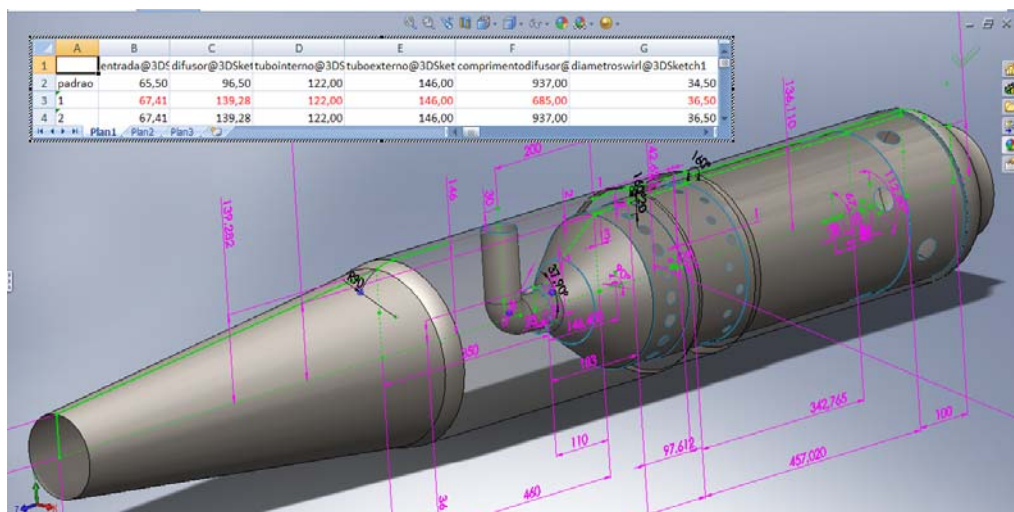 A B C D E F G
1 entrada@3DS difusor@3DSket tubointerno@3DS tuboexterno@3DSket comprimentodifusor@ diametroswirl@3DSketch1
2 padrao 65,50 96,50 122,00 146,00 937,00 34,50
3 1 67,41 139,28 122,00 146,00 685,00 36,50
4 2 67,41 139,28 122,00 146,00 937,00 36,50
Plan1 Plan2 Plan3
200
134,110
160°
146
30
139,282
R90
37,90°
350
183
342,765
100
110
97,612
457,020
460
36